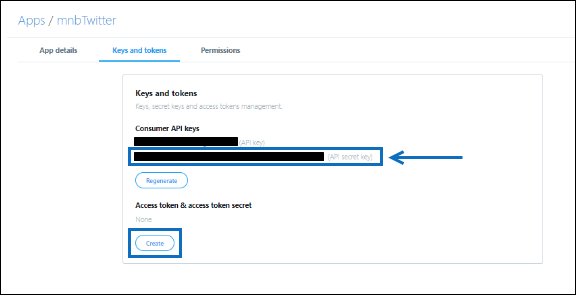 Apps / mnbTwitter
App details Keys and tokens Permissions
Keys and tokens
Keys, secret keys and access tokens management.
Consumer API keys
(API key)
(API secret key)
Regenerate
Access token & access token secret
None
Create